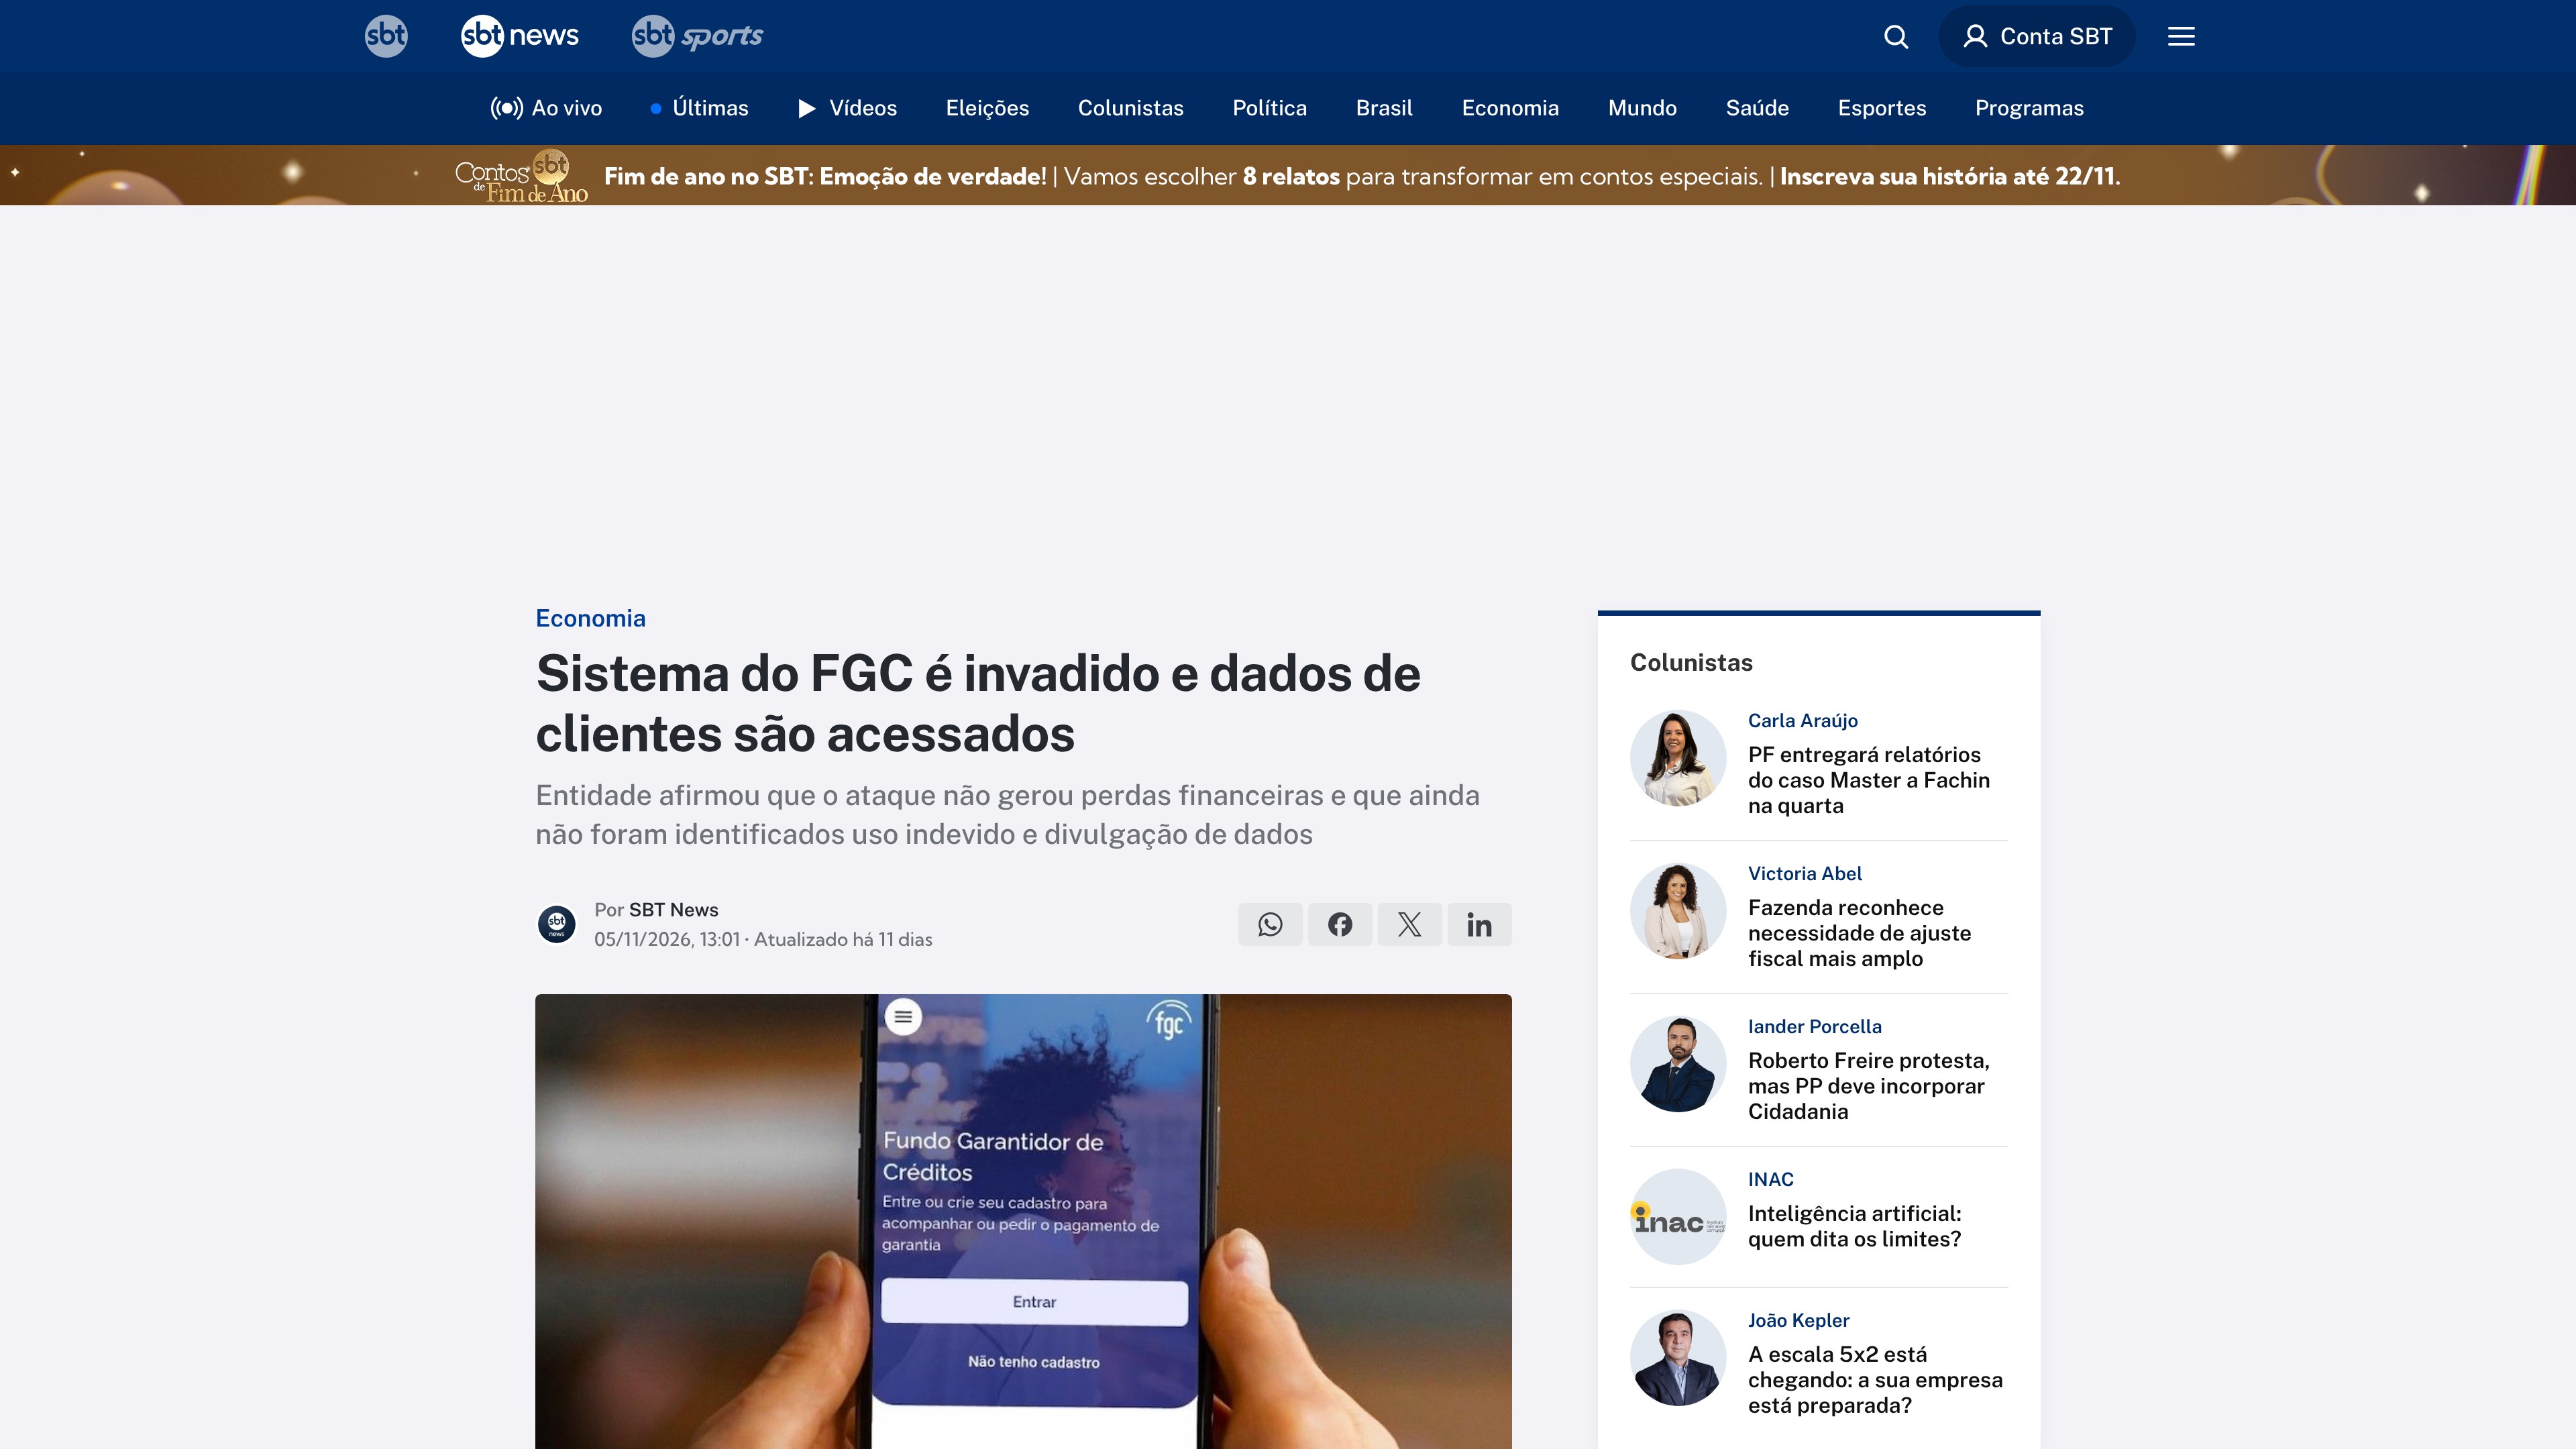 sbt
sbt news
sbt sports
Conta SBT
Ao vivo
Últimas
Vídeos
Eleições
Colunistas
Política
Brasil
Economia
Mundo
Saúde
Esportes
Programas
Contos sbt
de Fim de Ano
Fim de ano no SBT: Emoção de verdade! | Vamos escolher 8 relatos para transformar em contos especiais. | Inscreva sua história até 22/11.
Economia
Sistema do FGC é invadido e dados de
clientes são acessados
Entidade afirmou que o ataque não gerou perdas financeiras e que ainda
não foram identificados uso indevido e divulgação de dados
sbt
news
Por SBT News
05/11/2026, 13:01 • Atualizado há 11 dias
fgc
Fundo Garantidor de
Créditos
Entre ou crie seu cadastro para
acompanhar ou pedir o pagamento de
garantia
Entrar
Não tenho cadastro
Colunistas
Carla Araújo
PF entregará relatórios
do caso Master a Fachin
na quarta
Victoria Abel
Fazenda reconhece
necessidade de ajuste
fiscal mais amplo
Iander Porcella
Roberto Freire protesta,
mas PP deve incorporar
Cidadania
inac
INAC
Inteligência artificial:
quem dita os limites?
João Kepler
A escala 5x2 está
chegando: a sua empresa
está preparada?